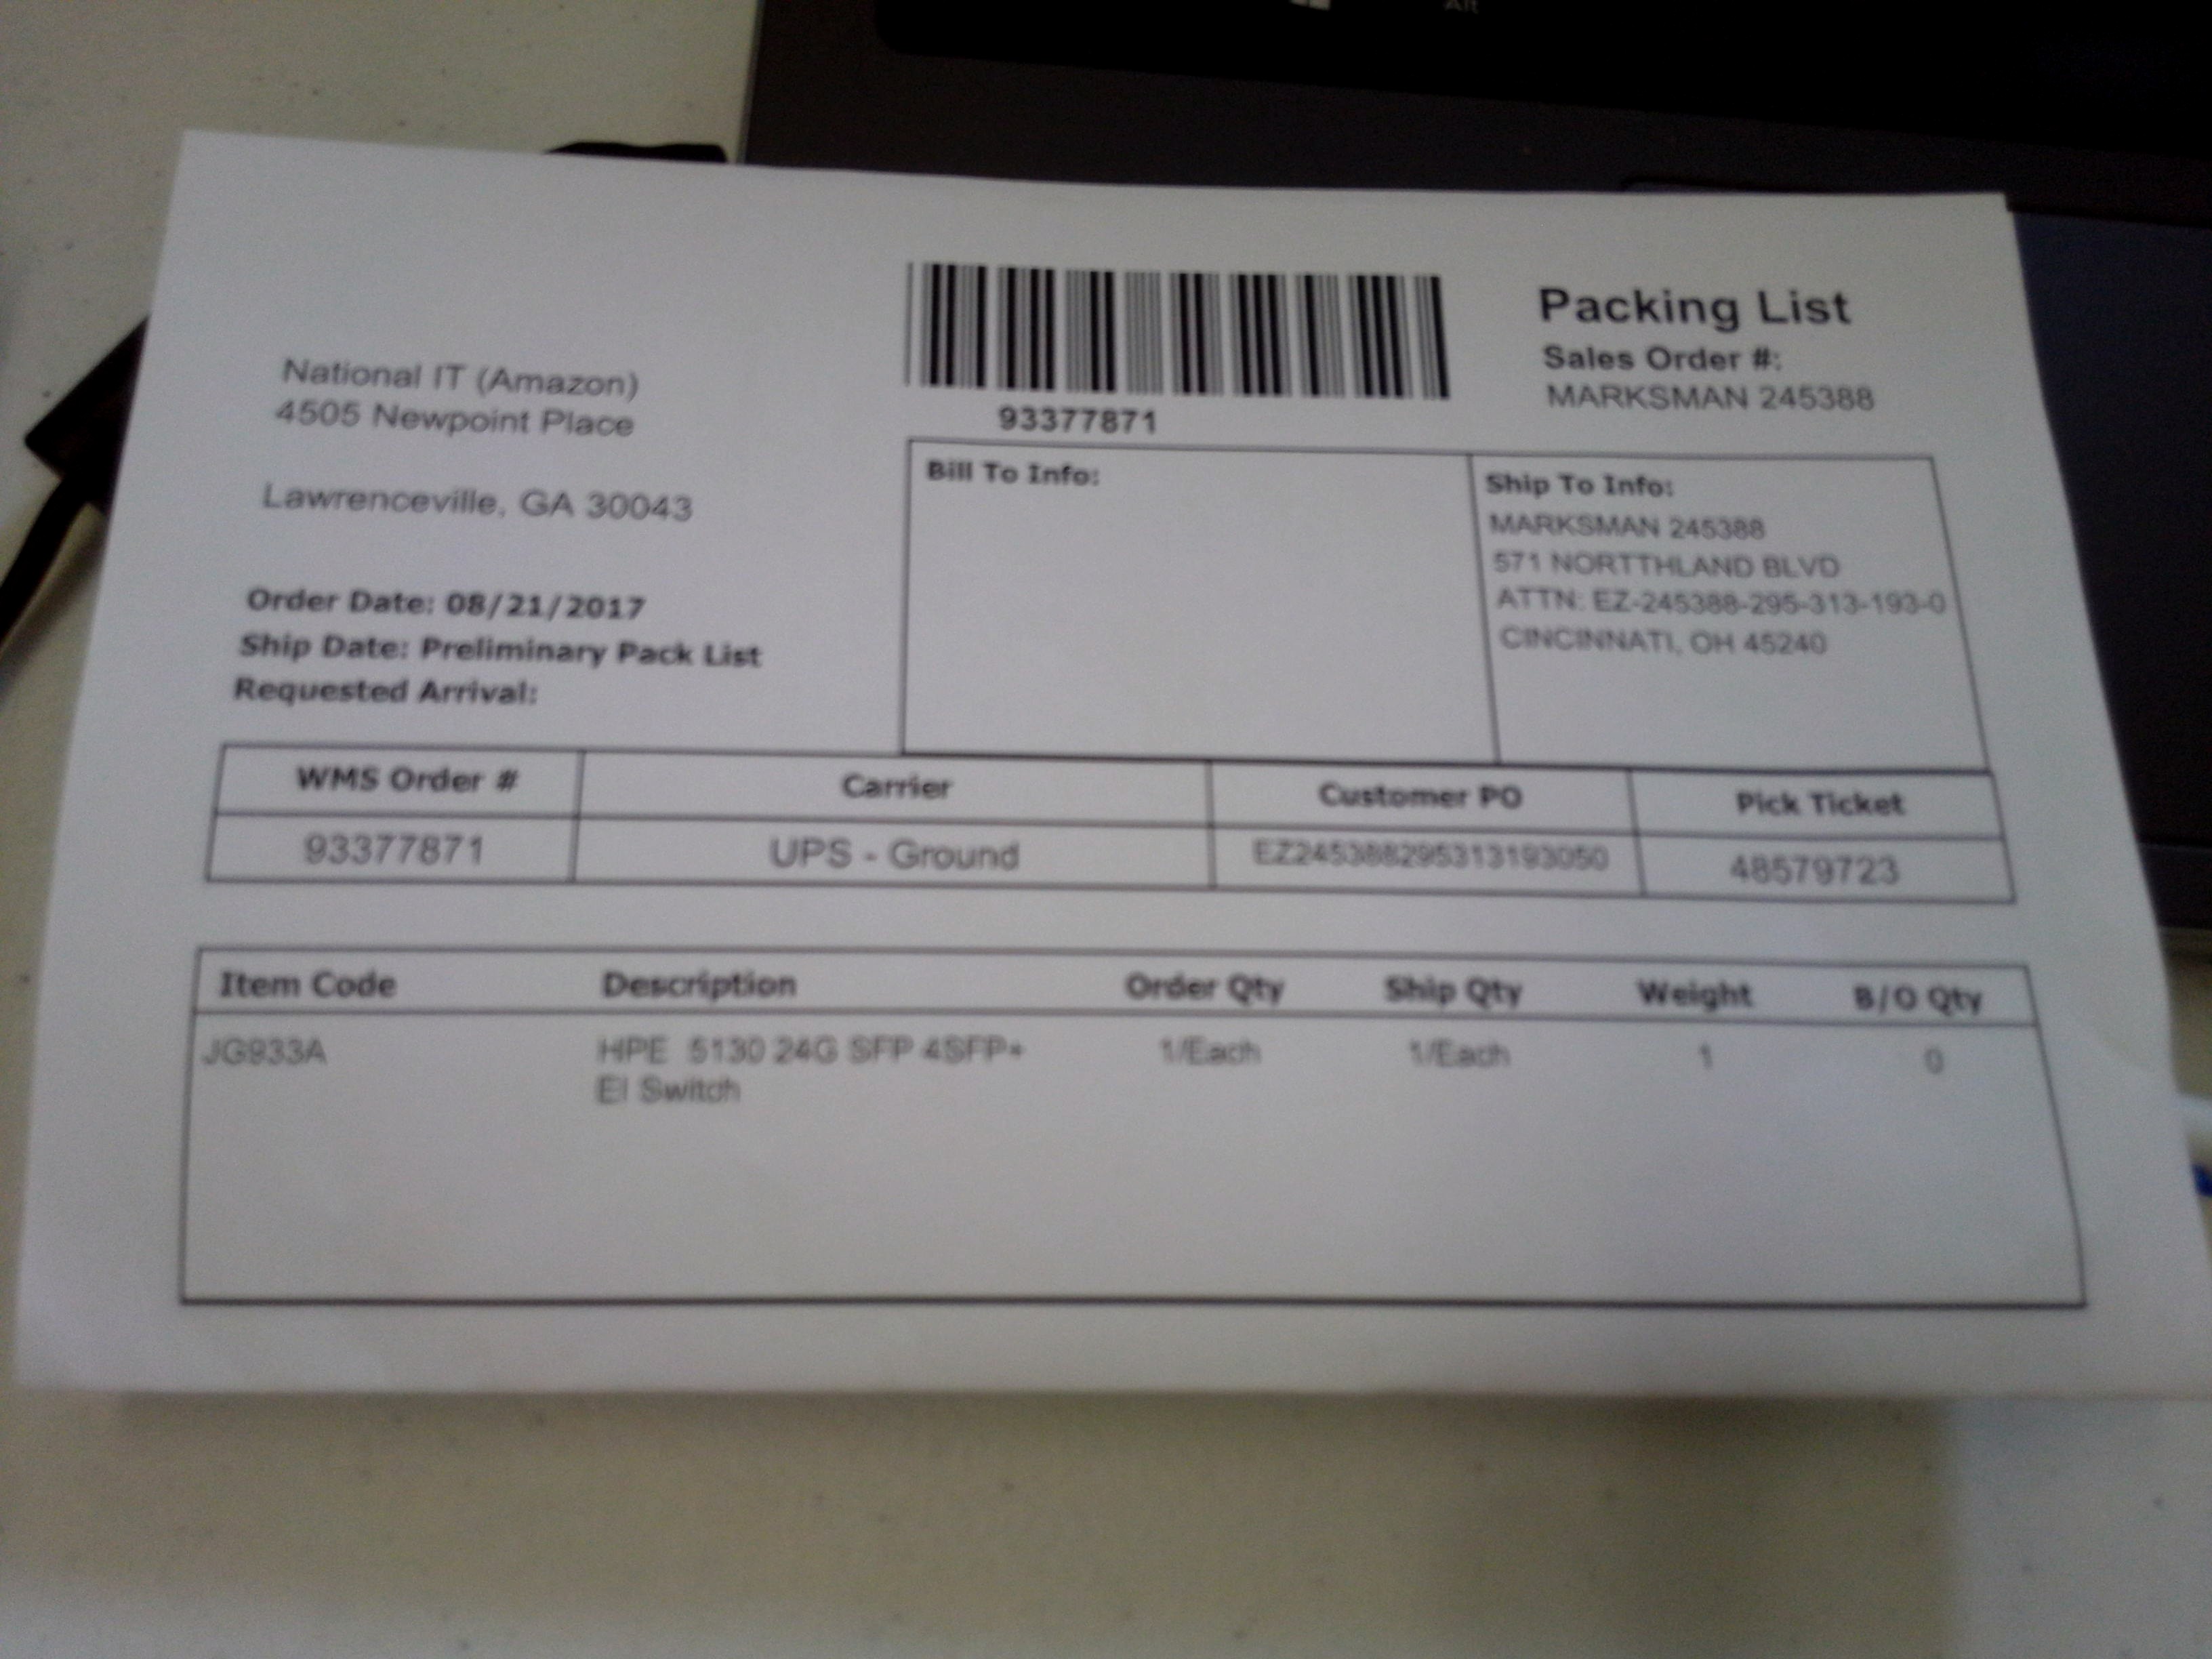 Alt
National IT (Amazon)
4505 Newpoint Place
Lawrenceville, GA 30043
Order Date: 08/21/2017
Ship Date: Preliminary Pack List
Requested Arrival:
93377871
Packing List
Sales Order #:
MARKSMAN 245388
Bill To Info:
Ship To Info:
MARKSMAN 245388
571 NORTTHLAND BLVD
ATTN: EZ-245388-295-313-193-0
CINCINNATI, OH 45240
WMS Order # Carrier Customer PO Pick Ticket
93377871 UPS - Ground EZ245388295313193050 48579723
Item Code Description Order Qty Ship Qty Weight B/O Qty
JG933A HPE 5130 24G SFP 4SFP+ 1/Each 1/Each 1 0
EI Switch